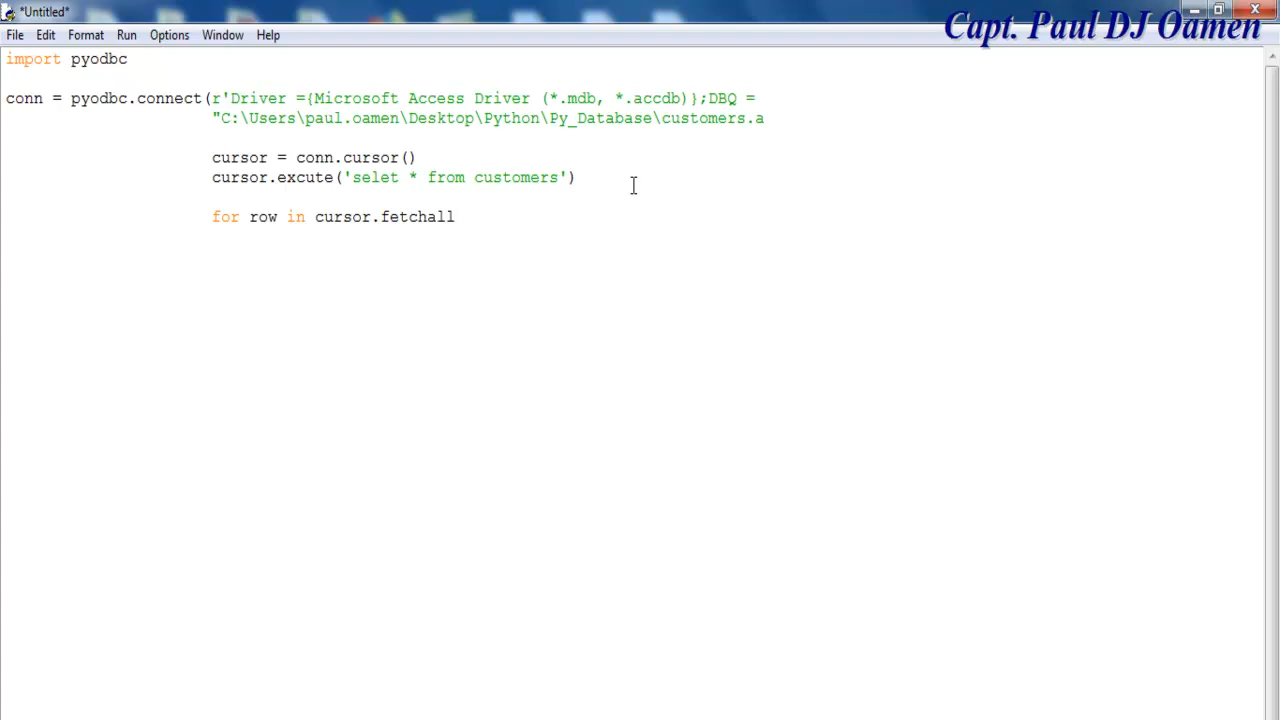 *Untitled*
Capt. Paul DJ Oamen
File Edit Format Run Options Window Help
import pyodbc
conn = pyodbc.connect(r'Driver ={Microsoft Access Driver (*.mdb, *.accdb)};DBQ =
"C:\Users\paul.oamen\Desktop\Python\Py_Database\customers.a
cursor = conn.cursor()
cursor.excute('selet * from customers')
for row in cursor.fetchall